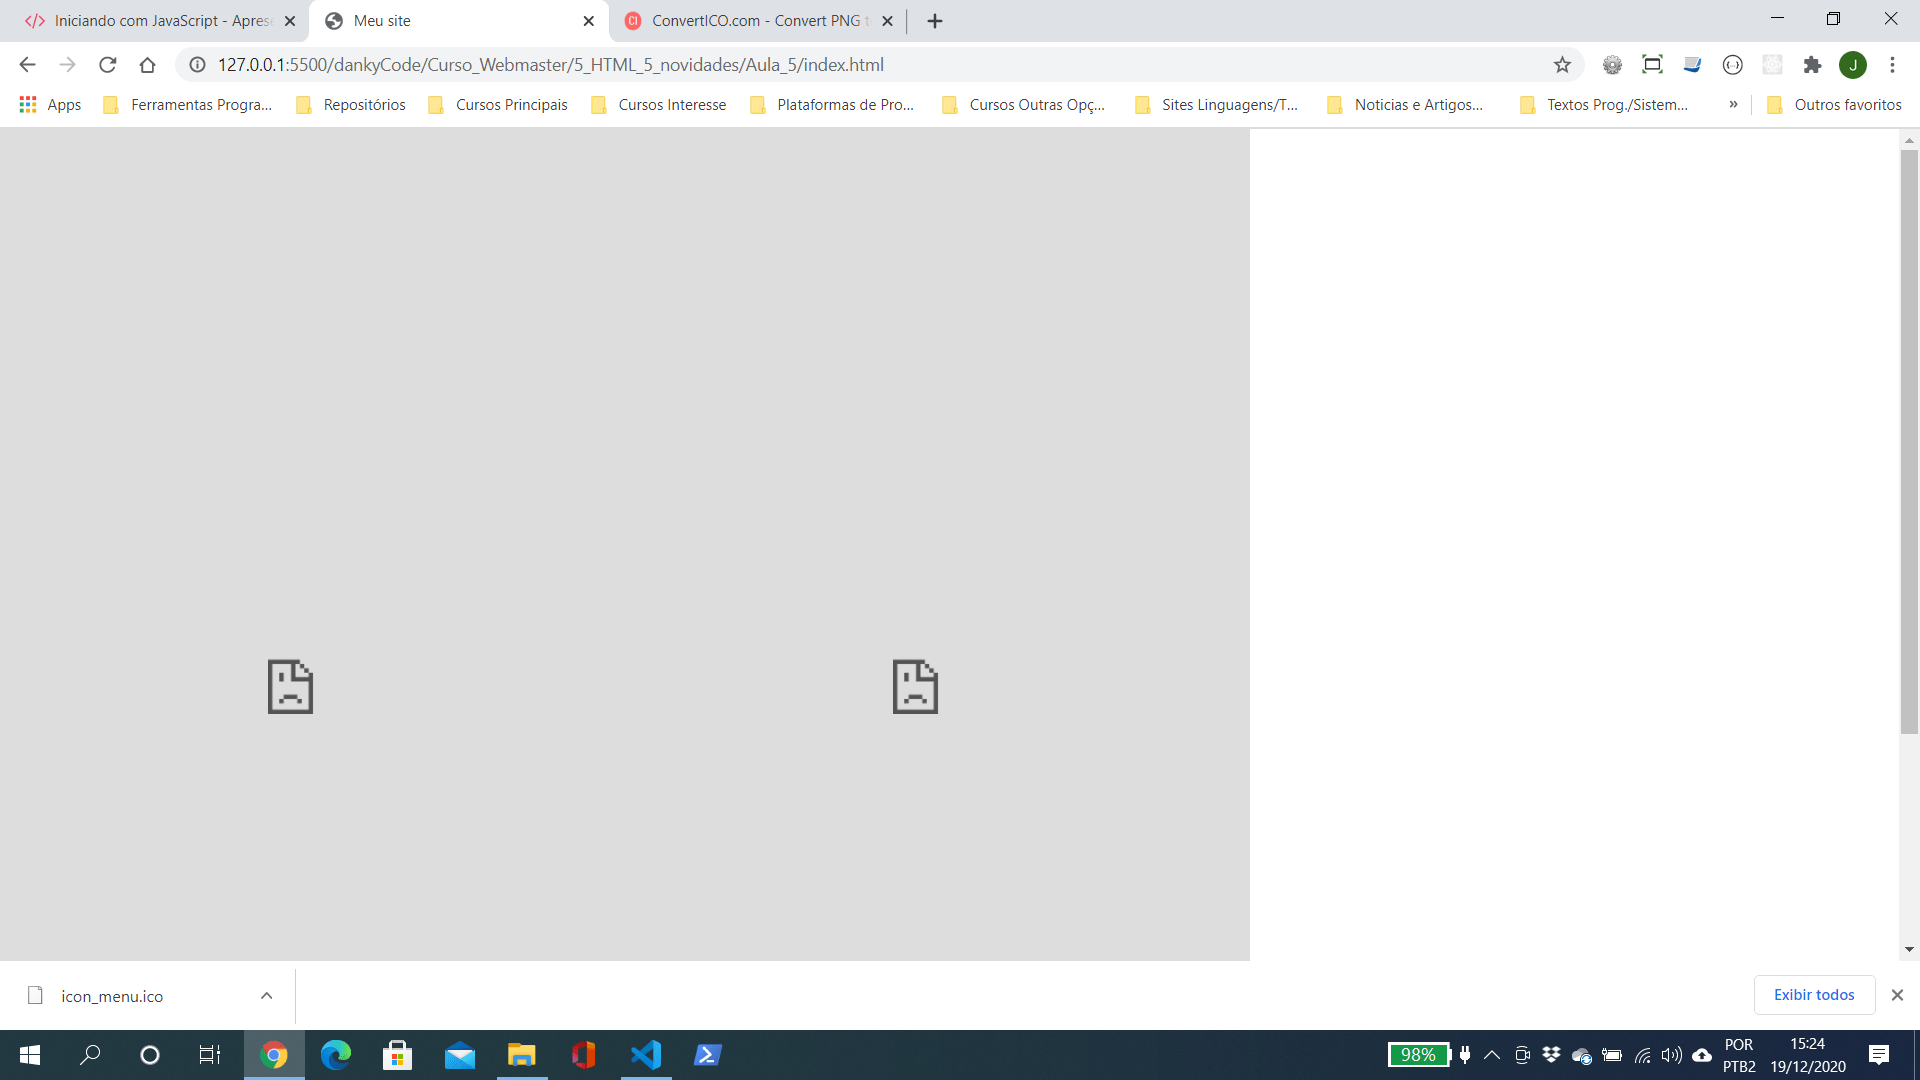 Iniciando com JavaScript - Aprese
Meu site
ConvertICO.com - Convert PNG t
127.0.0.1:5500/dankyCode/Curso_Webmaster/5_HTML_5_novidades/Aula_5/index.html
J
Apps
Ferramentas Progra...
Repositórios
Cursos Principais
Cursos Interesse
Plataformas de Pro...
Cursos Outras Opç...
Sites Linguagens/T...
Noticias e Artigos...
Textos Prog./Sistem...
»
Outros favoritos
icon_menu.ico
Exibir todos
98%
POR
PTB2
15:24
19/12/2020